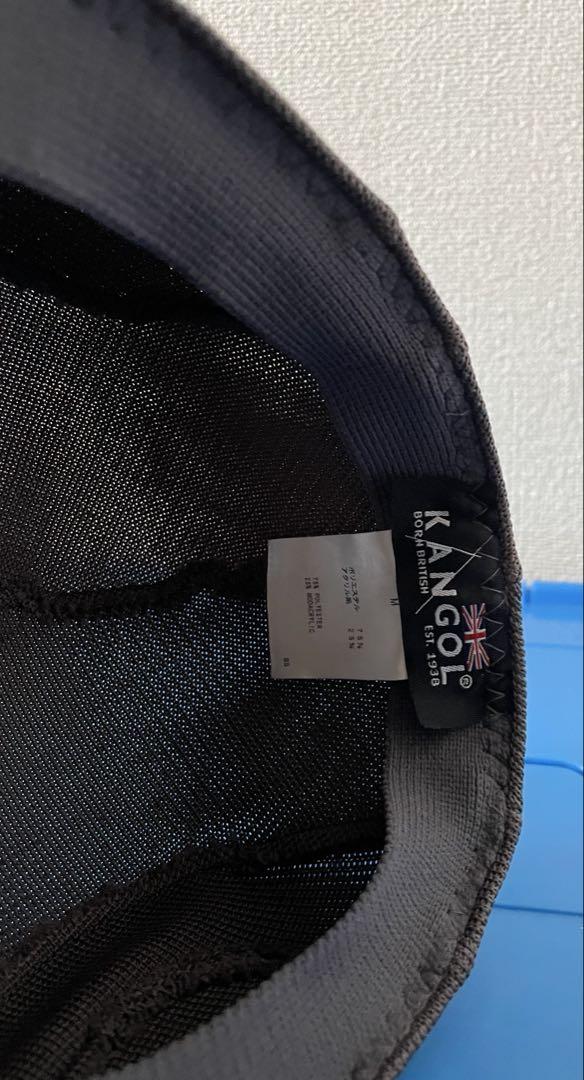 KANGOL®
BORN BRITISH EST. 1938
M
ポリエステル 75%
アクリル系 25%
75% POLYESTER
25% MODACRYLIC